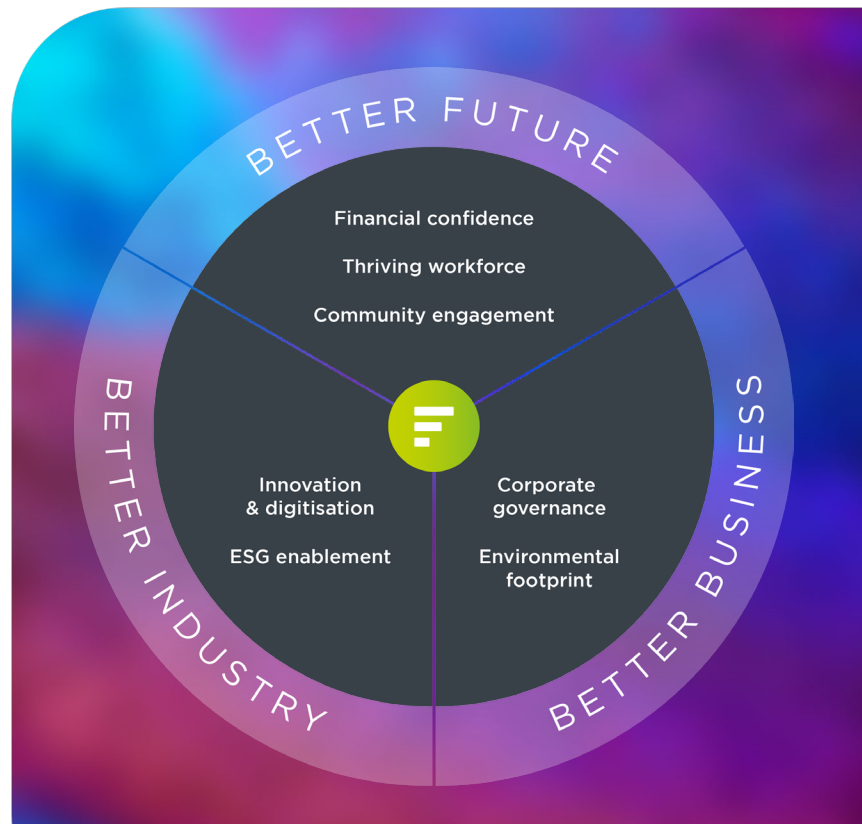 BETTER FUTURE
Financial confidence
Thriving workforce
Community engagement
BETTER INDUSTRY
Innovation
& digitisation
ESG enablement
BETTER BUSINESS
Corporate
governance
Environmental
footprint